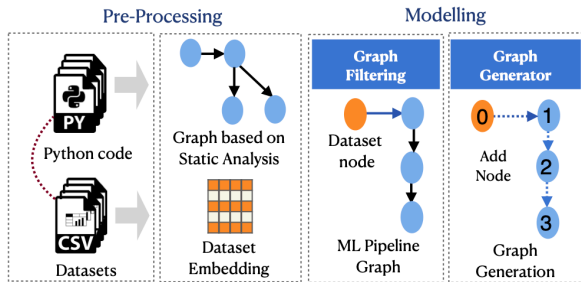 Pre-Processing
Modelling
PY
Python code
CSV
Datasets
Graph based on
Static Analysis
Dataset
Embedding
Graph
Filtering
Dataset
node
ML Pipeline
Graph
Graph
Generator
0
1
Add
Node
2
3
Graph
Generation